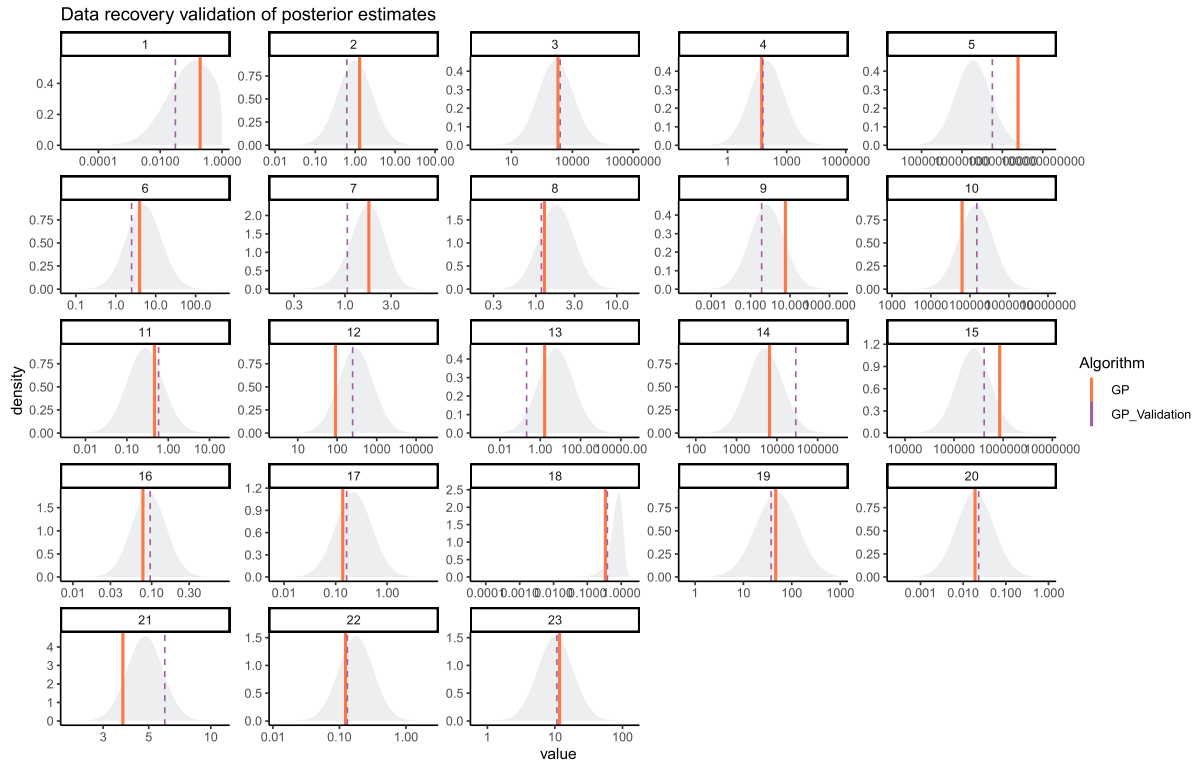 Data recovery validation of posterior estimates
1 2 3 4 5
0.4 0.2 0.0
0.75 0.50 0.25 0.00
0.4 0.3 0.2 0.1 0.0
0.4 0.3 0.2 0.1 0.0
0.4 0.3 0.2 0.1 0.0
0.0001 0.0100 1.0000
0.01 0.10 1.00 10.00 100.00
10 10000 10000000
1 1000 1000000
6 7 8 9 10
0.75 0.50 0.25 0.00
2.0 1.5 1.0 0.5 0.0
1.5 1.0 0.5 0.0
0.4 0.3 0.2 0.1 0.0
0.75 0.50 0.25 0.00
0.1 1.0 10.0 100.0
0.3 1.0 3.0
0.3 1.0 3.0 10.0
0.001 0.100 10.000 1000.000
1000 10000 100000 1000000 10000000
11 12 13 14 15
0.75 0.50 0.25 0.00
0.75 0.50 0.25 0.00
0.4 0.3 0.2 0.1 0.0
0.75 0.50 0.25 0.00
1.2 0.9 0.6 0.3 0.0
0.01 0.10 1.00 10.00
10 100 1000 10000
0.01 1.00 100.00 10000.00
100 1000 10000 100000
10000 100000 1000000 10000000
16 17 18 19 20
1.5 1.0 0.5 0.0
1.2 0.9 0.6 0.3 0.0
2.5 2.0 1.5 1.0 0.5 0.0
0.75 0.50 0.25 0.00
0.75 0.50 0.25 0.00
0.01 0.03 0.10 0.30
0.01 0.10 1.00
0.0001 0.0010 0.0100 0.1000 1.0000
1 10 100 1000
0.001 0.010 0.100 1.000
21 22 23
4 3 2 1 0
1.5 1.0 0.5 0.0
1.5 1.0 0.5 0.0
3 5 10
0.01 0.10 1.00
1 10 100
density
value
Algorithm
GP
GP_Validation